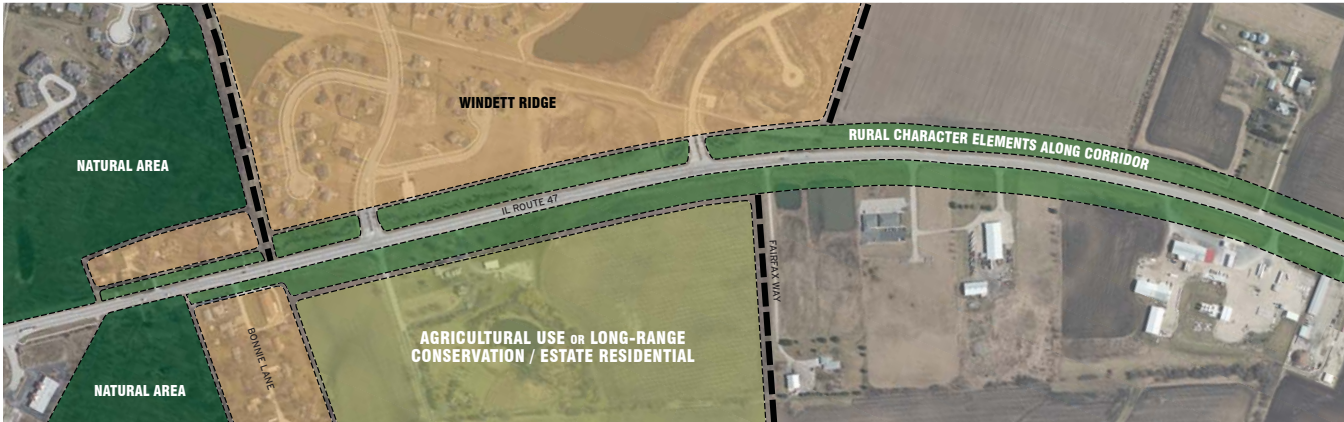 WINDETT RIDGE
NATURAL AREA
RURAL CHARACTER ELEMENTS ALONG CORRIDOR
IL ROUTE 47
FAIRFAX WAY
AGRICULTURAL USE OR LONG-RANGE
CONSERVATION / ESTATE RESIDENTIAL
BONNIE LANE
NATURAL AREA